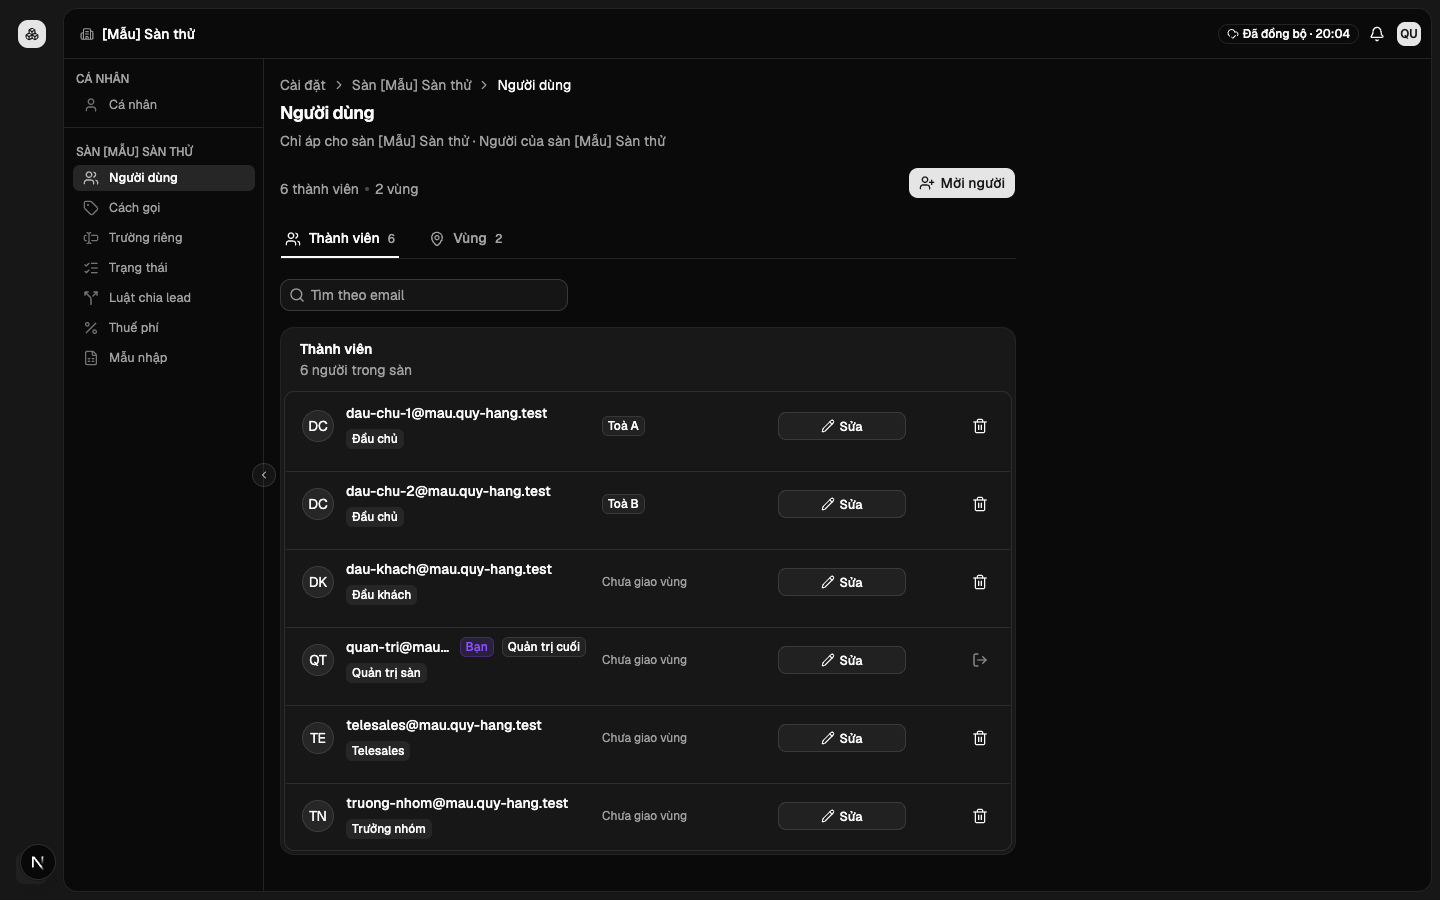 [Mẫu] Sàn thử
Đã đồng bộ · 20:04
QU
CÁ NHÂN
Cá nhân
SÀN [MẪU] SÀN THỬ
Người dùng
Cách gọi
Trường riêng
Trạng thái
Luật chia lead
Thuế phí
Mẫu nhập
Cài đặt > Sàn [Mẫu] Sàn thử > Người dùng
Người dùng
Chỉ áp cho sàn [Mẫu] Sàn thử · Người của sàn [Mẫu] Sàn thử
6 thành viên • 2 vùng
Mời người
Thành viên 6
Vùng 2
Tìm theo email
Thành viên
6 người trong sàn
DC
dau-chu-1@mau.quy-hang.test
Đầu chủ
Toà A
Sửa
DC
dau-chu-2@mau.quy-hang.test
Đầu chủ
Toà B
Sửa
DK
dau-khach@mau.quy-hang.test
Đầu khách
Chưa giao vùng
Sửa
QT
quan-tri@mau... Bạn Quản trị cuối
Quản trị sàn
Chưa giao vùng
Sửa
TE
telesales@mau.quy-hang.test
Telesales
Chưa giao vùng
Sửa
TN
truong-nhom@mau.quy-hang.test
Trưởng nhóm
Chưa giao vùng
Sửa
N